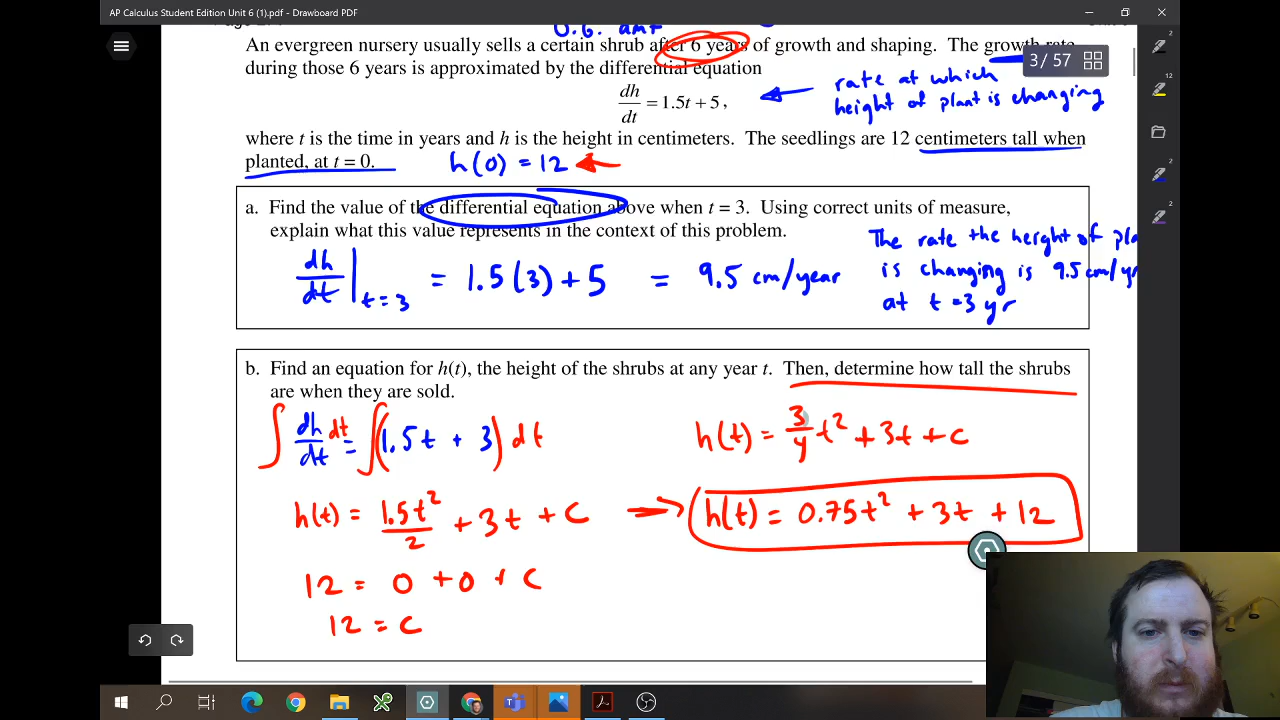 AP Calculus Student Edition Unit 6 (1).pdf - Drawboard PDF
An evergreen nursery usually sells a certain shrub after 6 years of growth and shaping. The growth rate
during those 6 years is approximated by the differential equation
3 / 57
dh/dt = 1.5t + 5,
rate at which
height of plant is changing
where t is the time in years and h is the height in centimeters. The seedlings are 12 centimeters tall when
planted, at t = 0.
h(0) = 12
a. Find the value of the differential equation above when t = 3. Using correct units of measure,
explain what this value represents in the context of this problem.
dh/dt | t=3 = 1.5(3) + 5 = 9.5 cm/year
The rate the height of pla
is changing is 9.5 cm/yr
at t = 3 yr
b. Find an equation for h(t), the height of the shrubs at any year t. Then, determine how tall the shrubs
are when they are sold.
∫ dh/dt dt = ∫(1.5t + 3) dt
h(t) = 3/4 t² + 3t + C
h(t) = 1.5t²/2 + 3t + C
h(t) = 0.75t² + 3t + 12
12 = 0 + 0 + C
12 = C